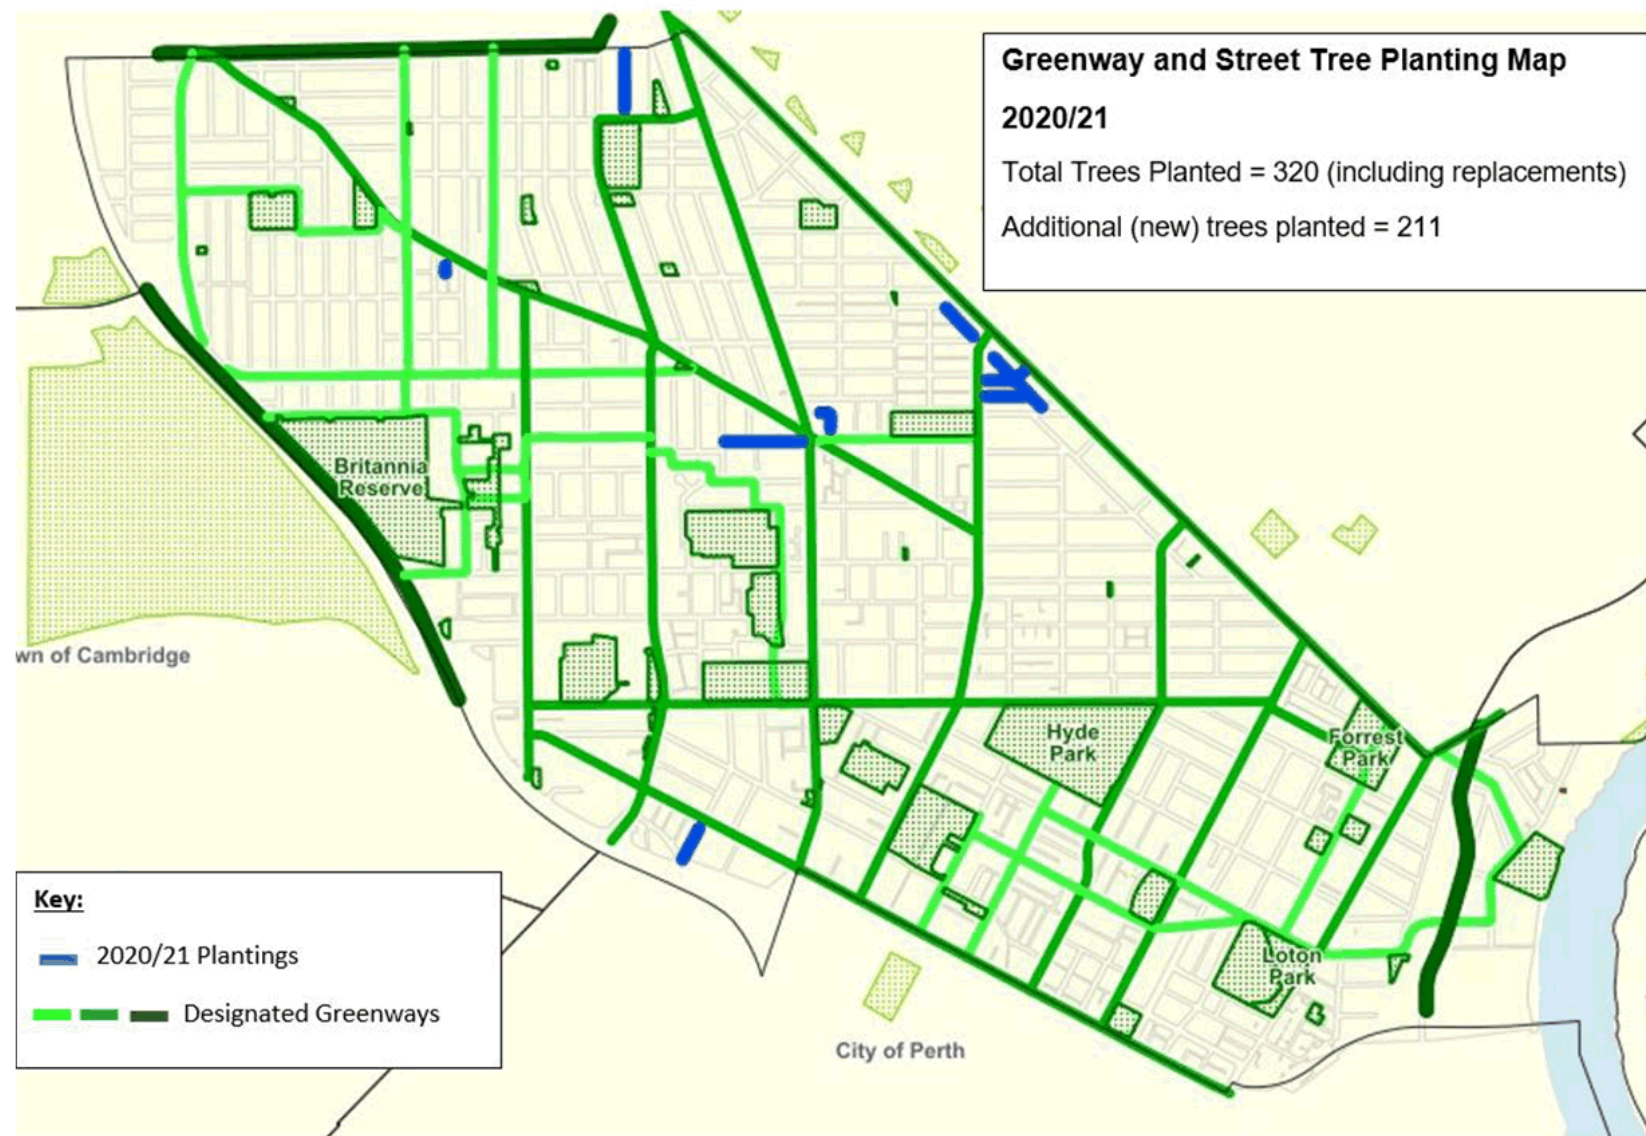 Greenway and Street Tree Planting Map
2020/21
Total Trees Planted = 320 (including replacements)
Additional (new) trees planted = 211
Britannia
Reserve
wn of Cambridge
Hyde
Park
Forrest
Park
Loton
Park
City of Perth
Key:
2020/21 Plantings
Designated Greenways